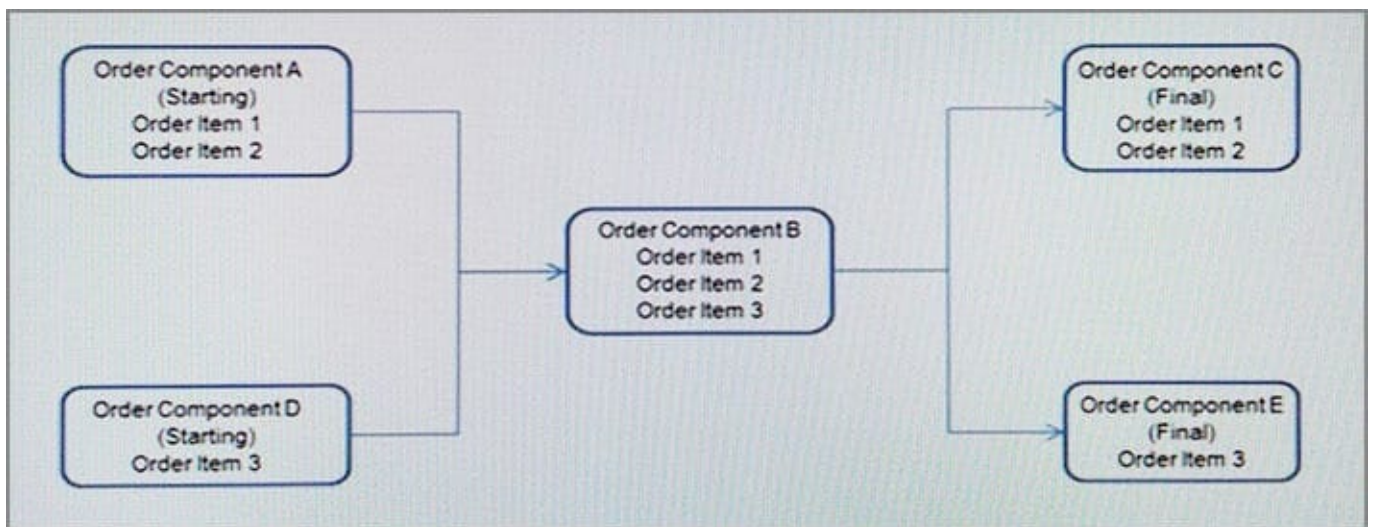 Order Component A
(Starting)
Order Item 1
Order Item 2
Order Component D
(Starting)
Order Item 3
Order Component B
Order Item 1
Order Item 2
Order Item 3
Order Component C
(Final)
Order Item 1
Order Item 2
Order Component E
(Final)
Order Item 3